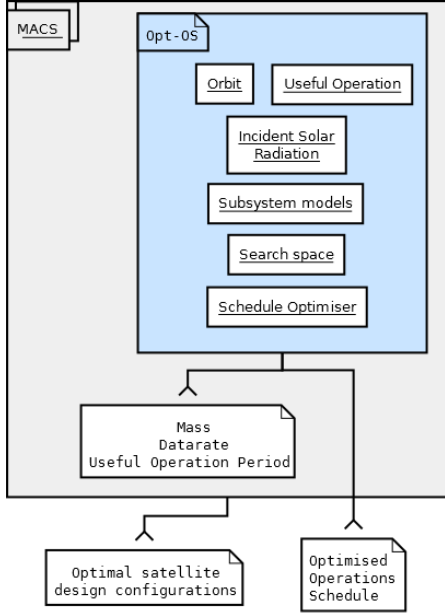 MACS
Opt-OS
Orbit
Useful Operation
Incident Solar
Radiation
Subsystem models
Search space
Schedule Optimiser
Mass
Datarate
Useful Operation Period
Optimal satellite
design configurations
Optimised
Operations
Schedule